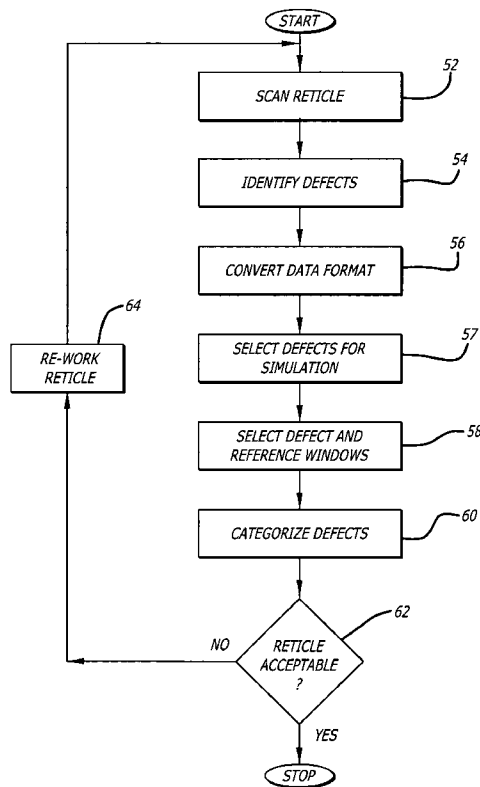 START
SCAN RETICLE
52
IDENTIFY DEFECTS
54
CONVERT DATA FORMAT
56
SELECT DEFECTS FOR
SIMULATION
57
64
RE-WORK
RETICLE
SELECT DEFECT AND
REFERENCE WINDOWS
58
CATEGORIZE DEFECTS
60
62
NO
RETICLE
ACCEPTABLE
?
YES
STOP